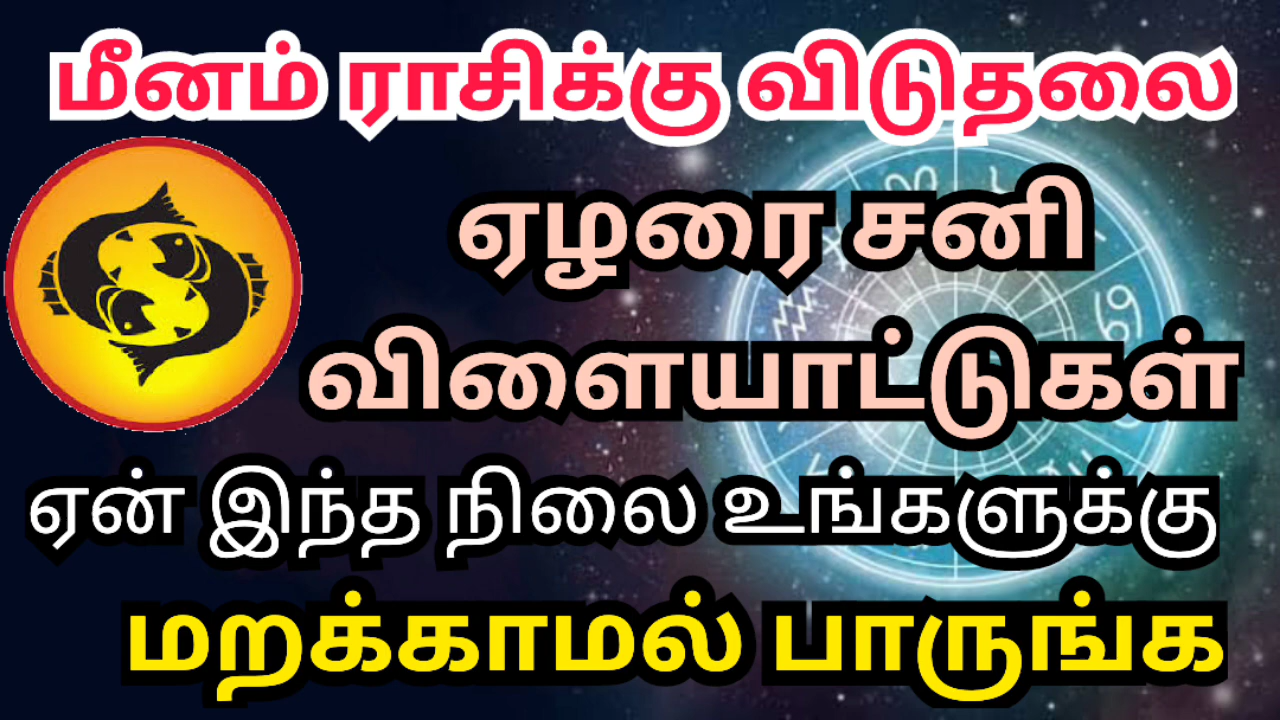 மீனம் ராசிக்கு விடுதலை
ஏழரை சனி
விளையாட்டுகள்
ஏன் இந்த நிலை உங்களுக்கு
மறக்காமல் பாருங்க